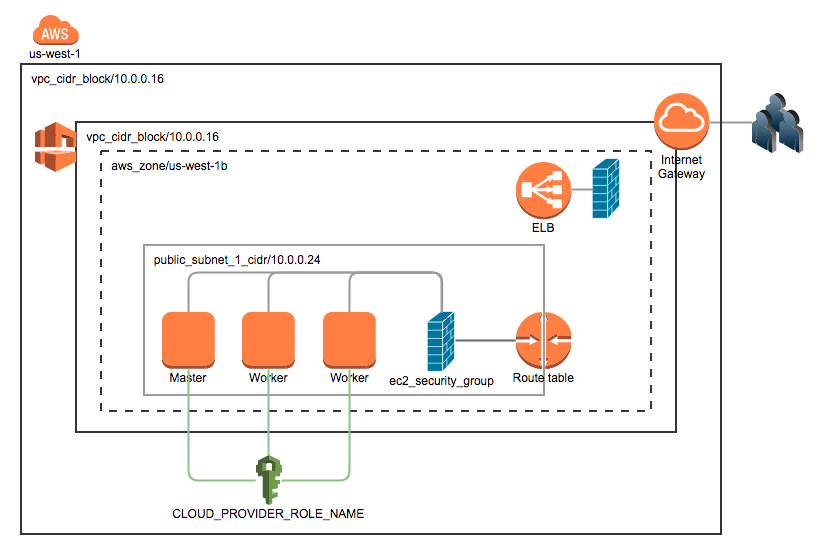 AWS
us-west-1
vpc_cidr_block/10.0.0.16
vpc_cidr_block/10.0.0.16
aws_zone/us-west-1b
Internet
Gateway
ELB
public_subnet_1_cidr/10.0.0.24
Master
Worker
Worker
ec2_security_group
Route table
CLOUD_PROVIDER_ROLE_NAME